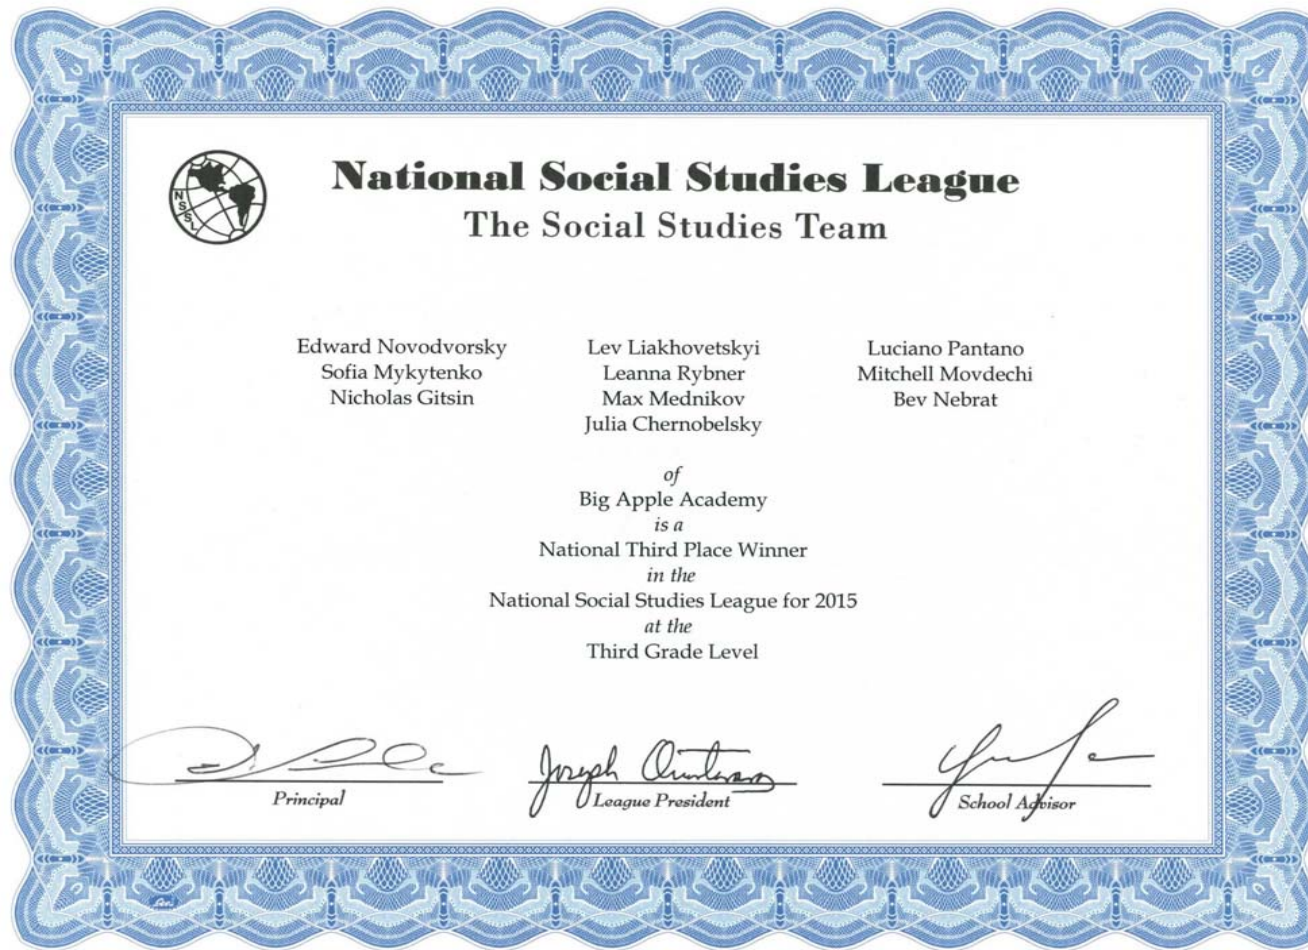 NSSL
National Social Studies League
The Social Studies Team
Edward Novodvorsky
Sofia Mykytenko
Nicholas Gitsin
Lev Liakhovetskyi
Leanna Rybner
Max Mednikov
Julia Chernobelsky
Luciano Pantano
Mitchell Movdechi
Bev Nebrat
of
Big Apple Academy
is a
National Third Place Winner
in the
National Social Studies League for 2015
at the
Third Grade Level
Joseph
Principal
League President
School Advisor